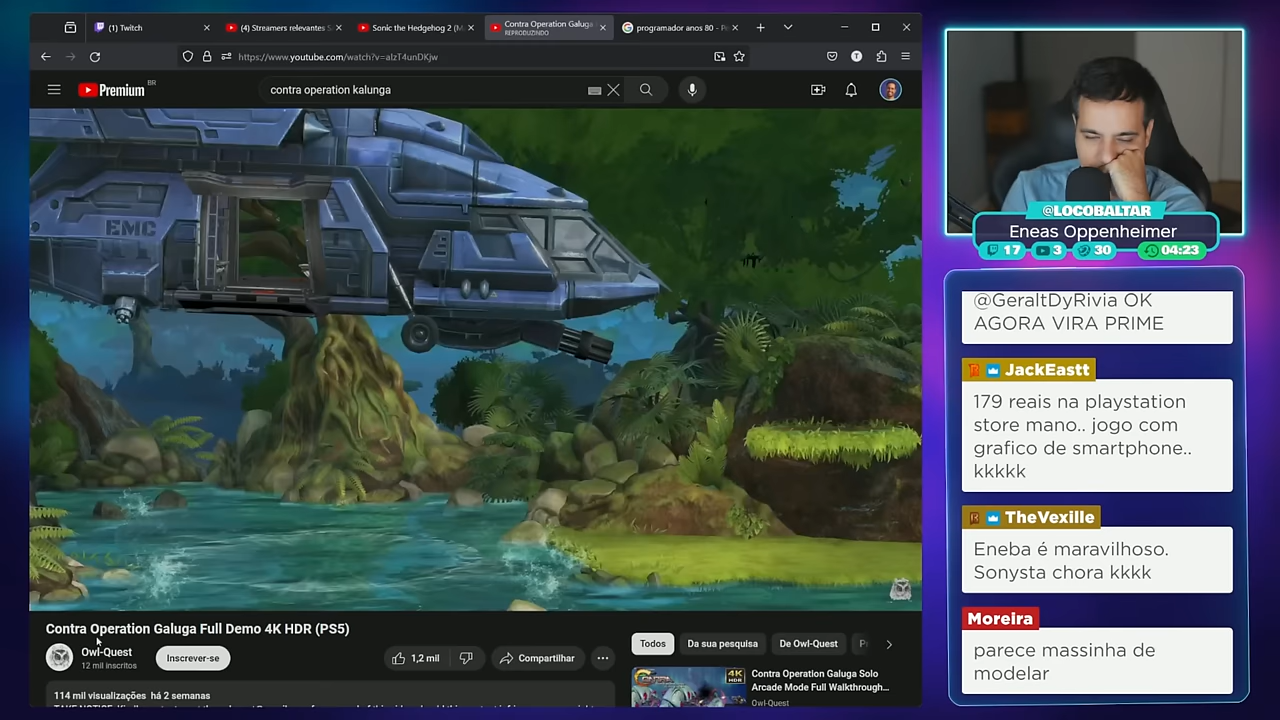 (1) Twitch
(4) Streamers relevantes S
Sonic the Hedgehog 2 (M
Contra Operation Galuga
REPRODUZINDO
programador anos 80 - Pe
https://www.youtube.com/watch?v=aIzT4unDKjw
Premium BR
contra operation kalunga
EMC
Contra Operation Galuga Full Demo 4K HDR (PS5)
Owl-Quest
12 mil inscritos
Inscrever-se
1,2 mil
Compartilhar
114 mil visualizações há 2 semanas
Todos
Da sua pesquisa
De Owl-Quest
4K
HDR
Contra Operation Galuga Solo
Arcade Mode Full Walkthrough...
Owl-Quest
@LOCOBALTAR
Eneas Oppenheimer
17
3
30
04:23
@GeraltDyRivia OK
AGORA VIRA PRIME
JackEastt
179 reais na playstation
store mano.. jogo com
grafico de smartphone..
kkkkk
TheVexille
Eneba é maravilhoso.
Sonysta chora kkkk
Moreira
parece massinha de
modelar